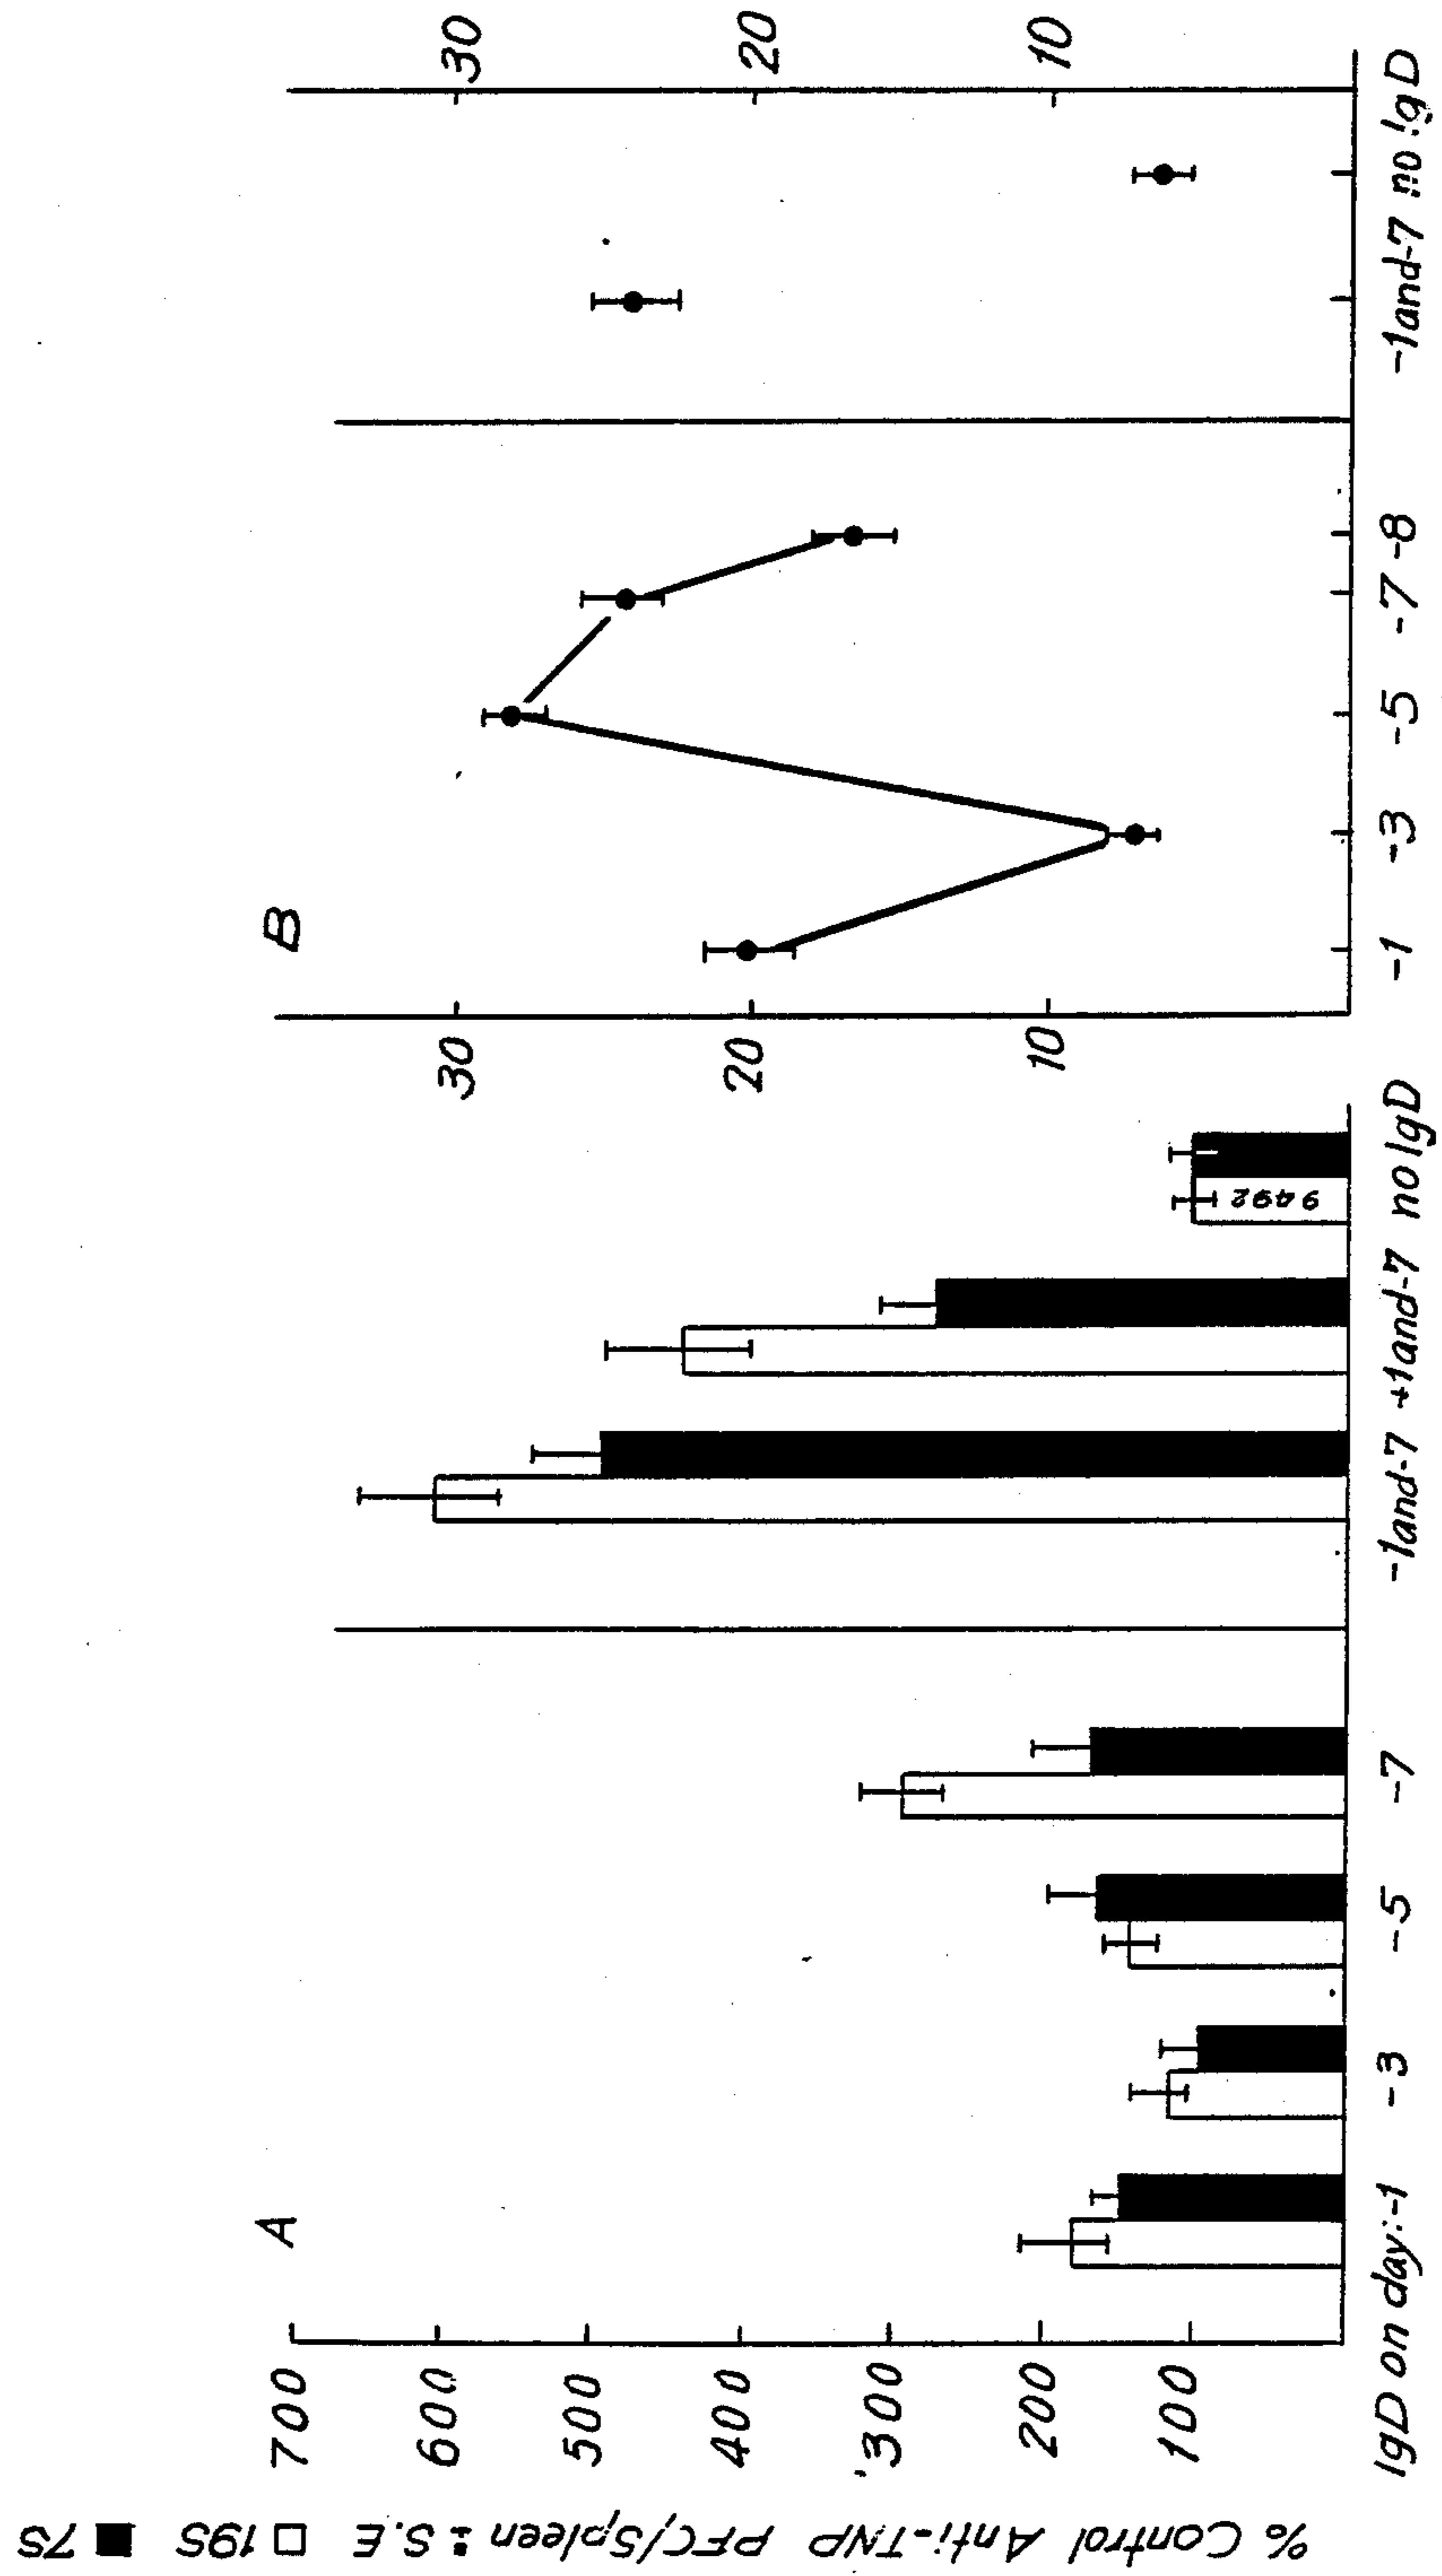 % Control Anti-TNP PFC/Spleen ± S.E □ 19S ■ 7S
A
700
600
500
400
300
200
100
9492
IgD on day:-1 -3 -5 -7 -1and-7 +1and-7 no IgD
B
30
20
10
30
20
10
-1 -3 -5 -7 -8 -1and-7 no IgD